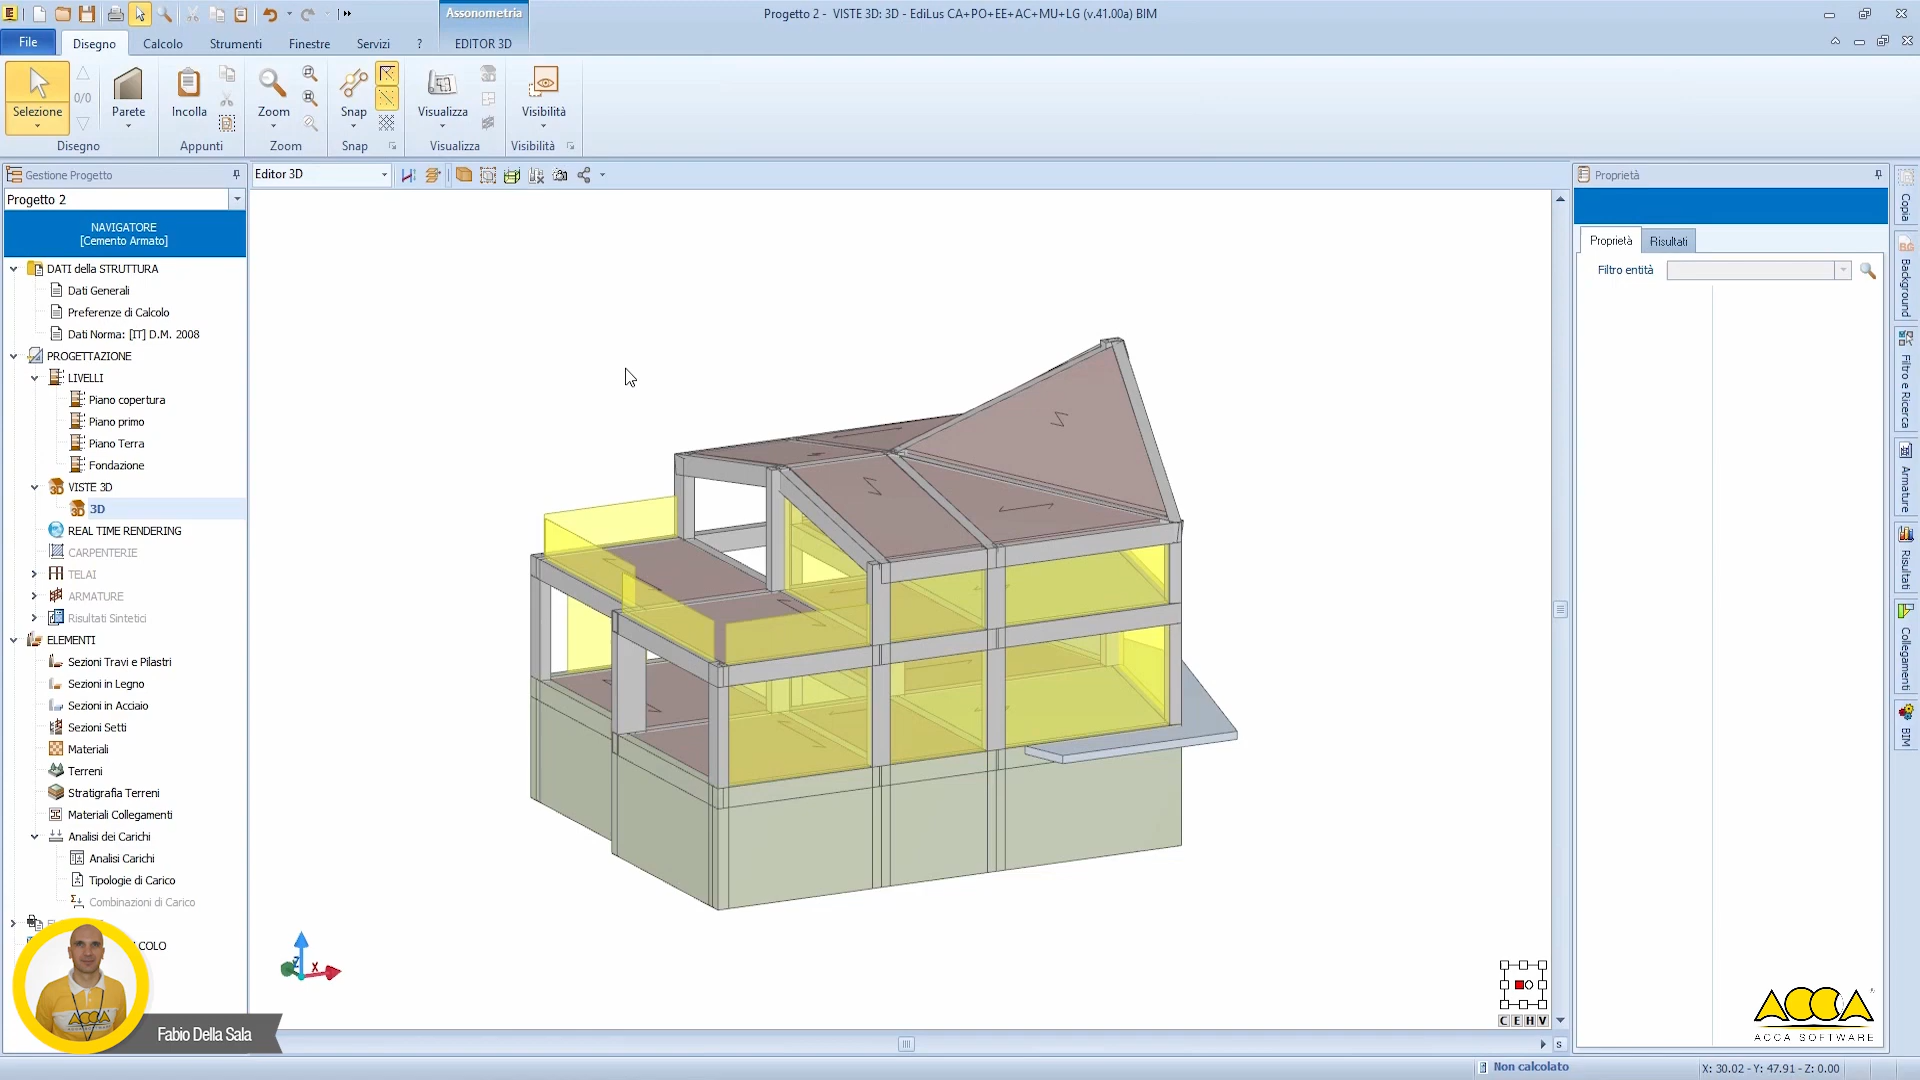 Assonometria
Progetto 2 - VISTE 3D: 3D - EdiLus CA+PO+EE+AC+MU+LG (v.41.00a) BIM
File
Disegno
Calcolo
Strumenti
Finestre
Servizi
?
EDITOR 3D
Selezione
0/0
Parete
Incolla
Zoom
Snap
Visualizza
Visibilità
Disegno
Appunti
Zoom
Snap
Visualizza
Visibilità
Gestione Progetto
Editor 3D
Proprietà
Progetto 2
NAVIGATORE
[Cemento Armato]
DATI della STRUTTURA
Dati Generali
Preferenze di Calcolo
Dati Norma: [IT] D.M. 2008
PROGETTAZIONE
LIVELLI
Piano copertura
Piano primo
Piano Terra
Fondazione
VISTE 3D
3D
REAL TIME RENDERING
CARPENTERIE
TELAI
ARMATURE
Risultati Sintetici
ELEMENTI
Sezioni Travi e Pilastri
Sezioni in Legno
Sezioni in Acciaio
Sezioni Setti
Materiali
Terreni
Stratigrafia Terreni
Materiali Collegamenti
Analisi dei Carichi
Analisi Carichi
Tipologie di Carico
Combinazioni di Carico
COLO
ACCA
Fabio Della Sala
Z
X
C E H V
S
Proprietà
Risultati
Filtro entità
Copia
Background
Filtro e Ricerca
Armature
Risultati
Collegamenti
BIM
ACCA
ACCA SOFTWARE
Non calcolato
X: 30.02 - Y: 47.91 - Z: 0.00